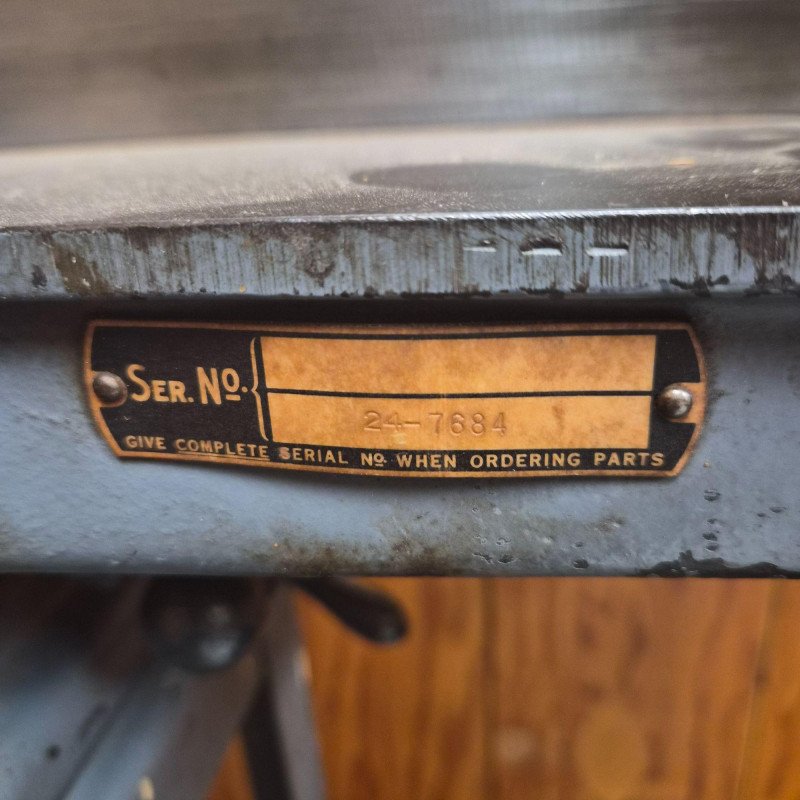 SER. Nº.
24-7684
GIVE COMPLETE SERIAL Nº WHEN ORDERING PARTS